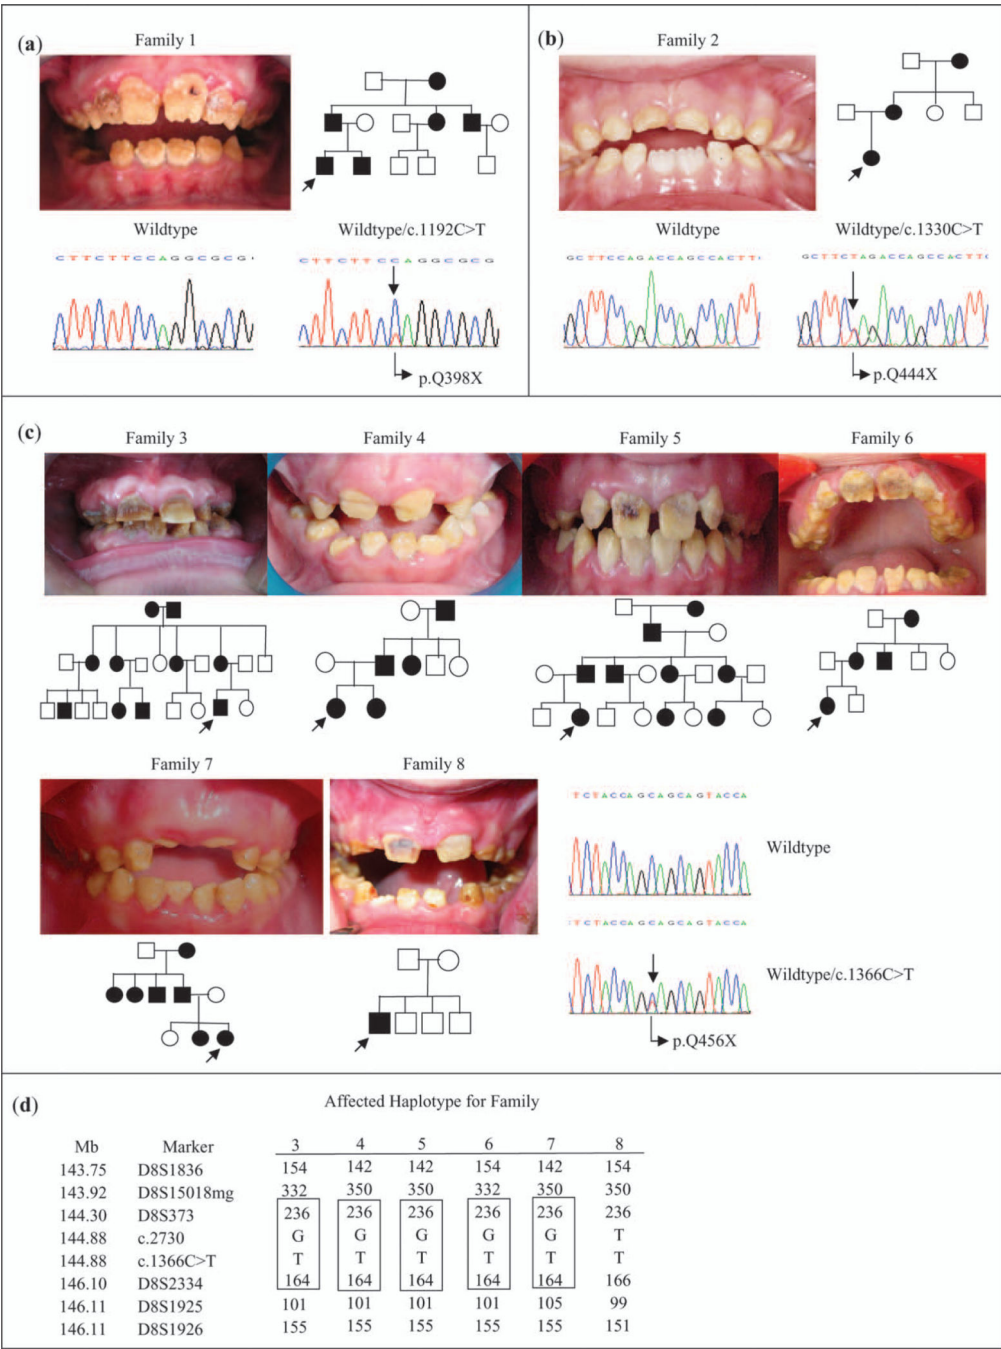 (a)
Family 1
Wildtype
CTTCTTCCAGGCGCG
Wildtype/c.1192C>T
CTTCTTCCAGGCGCG
p.Q398X
(b)
Family 2
Wildtype
GCTTCCAGACCAGCCACTT
Wildtype/c.1330C>T
GCTTCTAGACCAGCCACTT
p.Q444X
(c)
Family 3
Family 4
Family 5
Family 6
Family 7
Family 8
TCTACCAGCAGCAGTACCA
Wildtype
TCTACCAGCAGCAGTACCA
Wildtype/c.1366C>T
p.Q456X
(d)
Affected Haplotype for Family
Mb Marker 3 4 5 6 7 8
143.75 D8S1836 154 142 142 154 142 154
143.92 D8S15018mg 332 350 350 332 350 350
144.30 D8S373 236 236 236 236 236 236
144.88 c.2730 G G G G G T
144.88 c.1366C>T T T T T T T
146.10 D8S2334 164 164 164 164 164 166
146.11 D8S1925 101 101 101 101 105 99
146.11 D8S1926 155 155 155 155 155 151